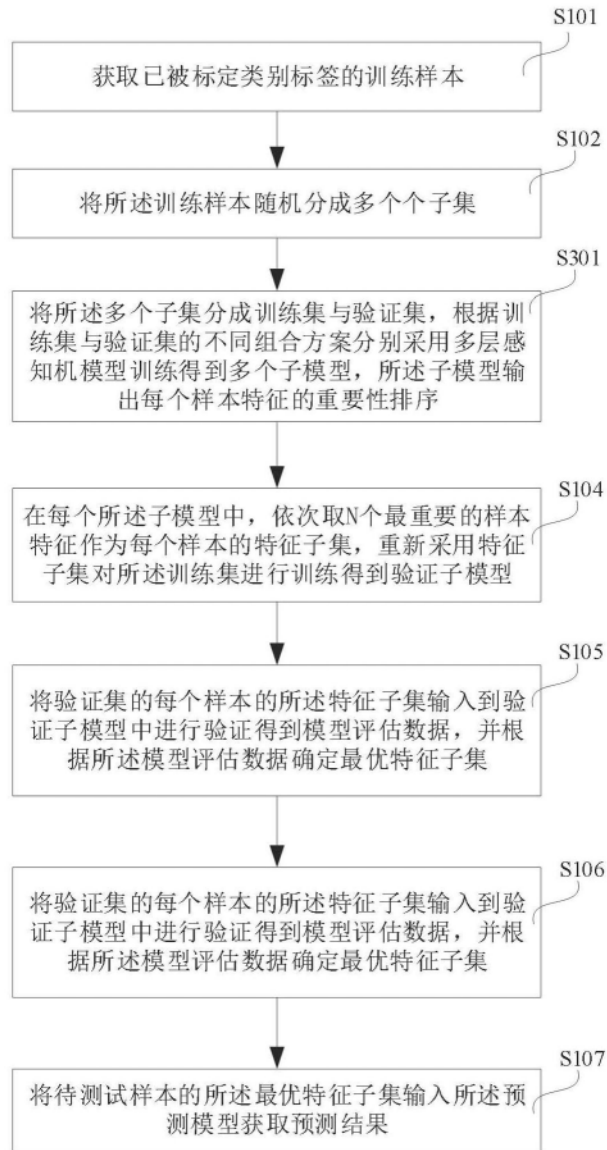 S101
获取已被标定类别标签的训练样本
S102
将所述训练样本随机分成多个个子集
S301
将所述多个子集分成训练集与验证集，根据训
练集与验证集的不同组合方案分别采用多层感
知机模型训练得到多个子模型，所述子模型输
出每个样本特征的重要性排序
S104
在每个所述子模型中，依次取N个最重要的样本
特征作为每个样本的特征子集，重新采用特征
子集对所述训练集进行训练得到验证子模型
S105
将验证集的每个样本的所述特征子集输入到验
证子模型中进行验证得到模型评估数据，并根
据所述模型评估数据确定最优特征子集
S106
将验证集的每个样本的所述特征子集输入到验
证子模型中进行验证得到模型评估数据，并根
据所述模型评估数据确定最优特征子集
S107
将待测试样本的所述最优特征子集输入所述预
测模型获取预测结果